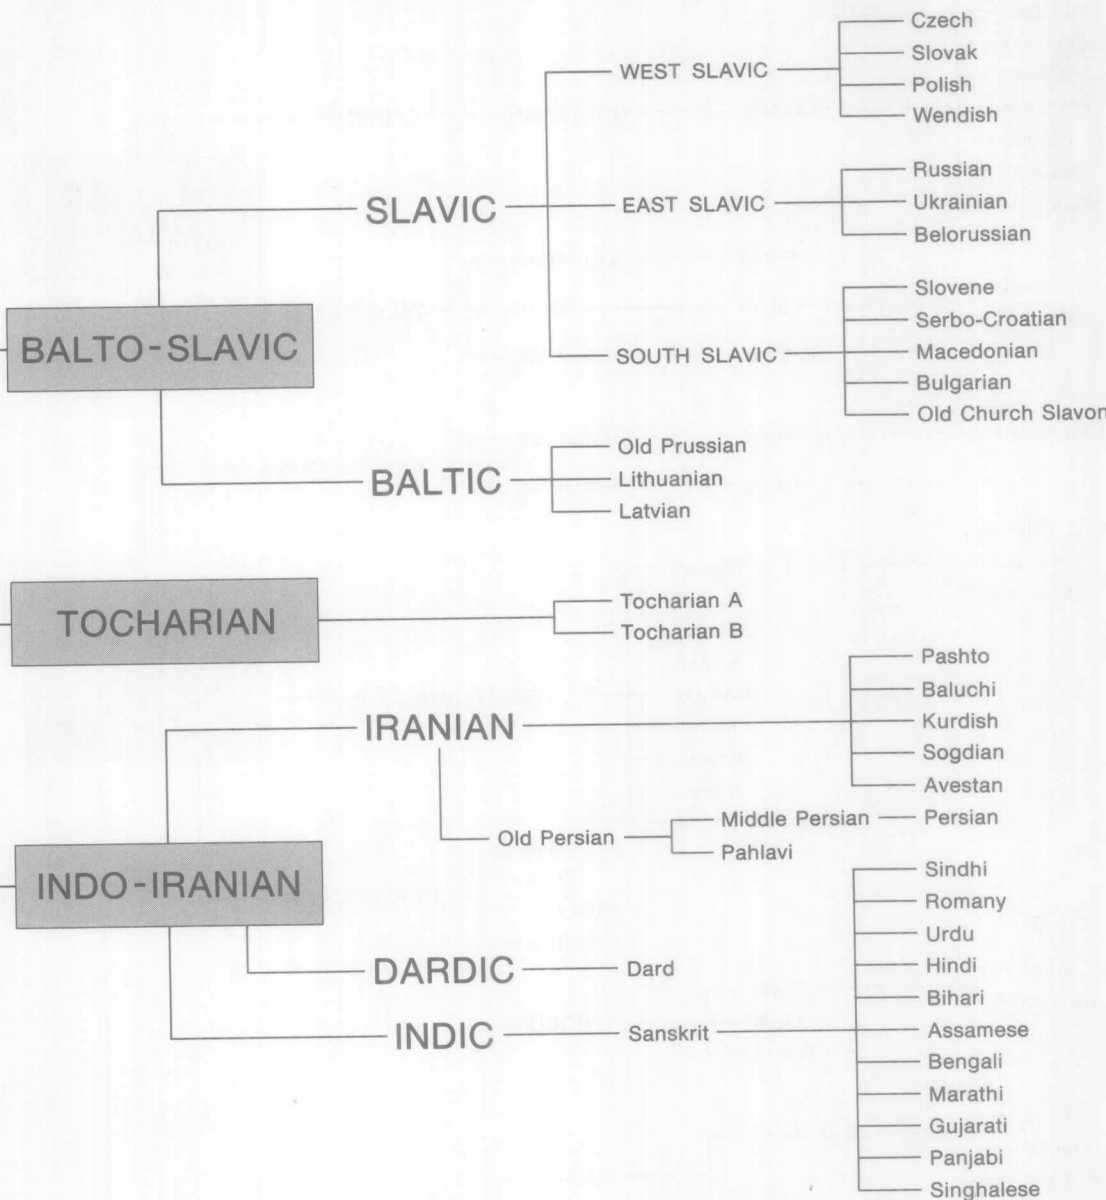 Czech
WEST SLAVIC
Slovak
Polish
Wendish
SLAVIC
EAST SLAVIC
Russian
Ukrainian
Belorussian
BALTO-SLAVIC
SOUTH SLAVIC
Slovene
Serbo-Croatian
Macedonian
Bulgarian
Old Church Slavon
BALTIC
Old Prussian
Lithuanian
Latvian
TOCHARIAN
Tocharian A
Tocharian B
INDO-IRANIAN
IRANIAN
Pashto
Baluchi
Kurdish
Sogdian
Avestan
Old Persian
Middle Persian
Persian
Pahlavi
DARDIC
Dard
INDIC
Sanskrit
Sindhi
Romany
Urdu
Hindi
Bihari
Assamese
Bengali
Marathi
Gujarati
Panjabi
Singhalese